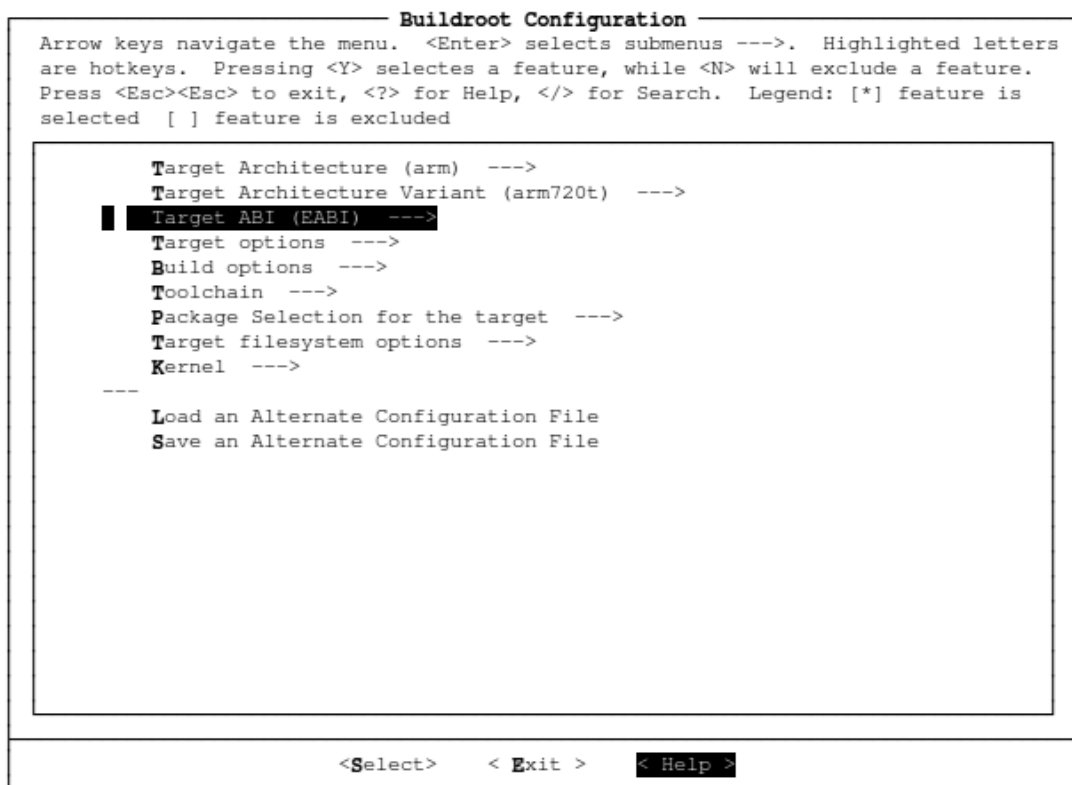 Buildroot Configuration
Arrow keys navigate the menu.  <Enter> selects submenus --->.  Highlighted letters
are hotkeys.  Pressing <Y> selectes a feature, while <N> will exclude a feature.
Press <Esc><Esc> to exit, <?> for Help, </> for Search.  Legend: [*] feature is
selected  [ ] feature is excluded
Target Architecture (arm)  --->
Target Architecture Variant (arm720t)  --->
Target ABI (EABI)  --->
Target options  --->
Build options  --->
Toolchain  --->
Package Selection for the target  --->
Target filesystem options  --->
Kernel  --->
---
Load an Alternate Configuration File
Save an Alternate Configuration File
<Select>    < Exit >    < Help >